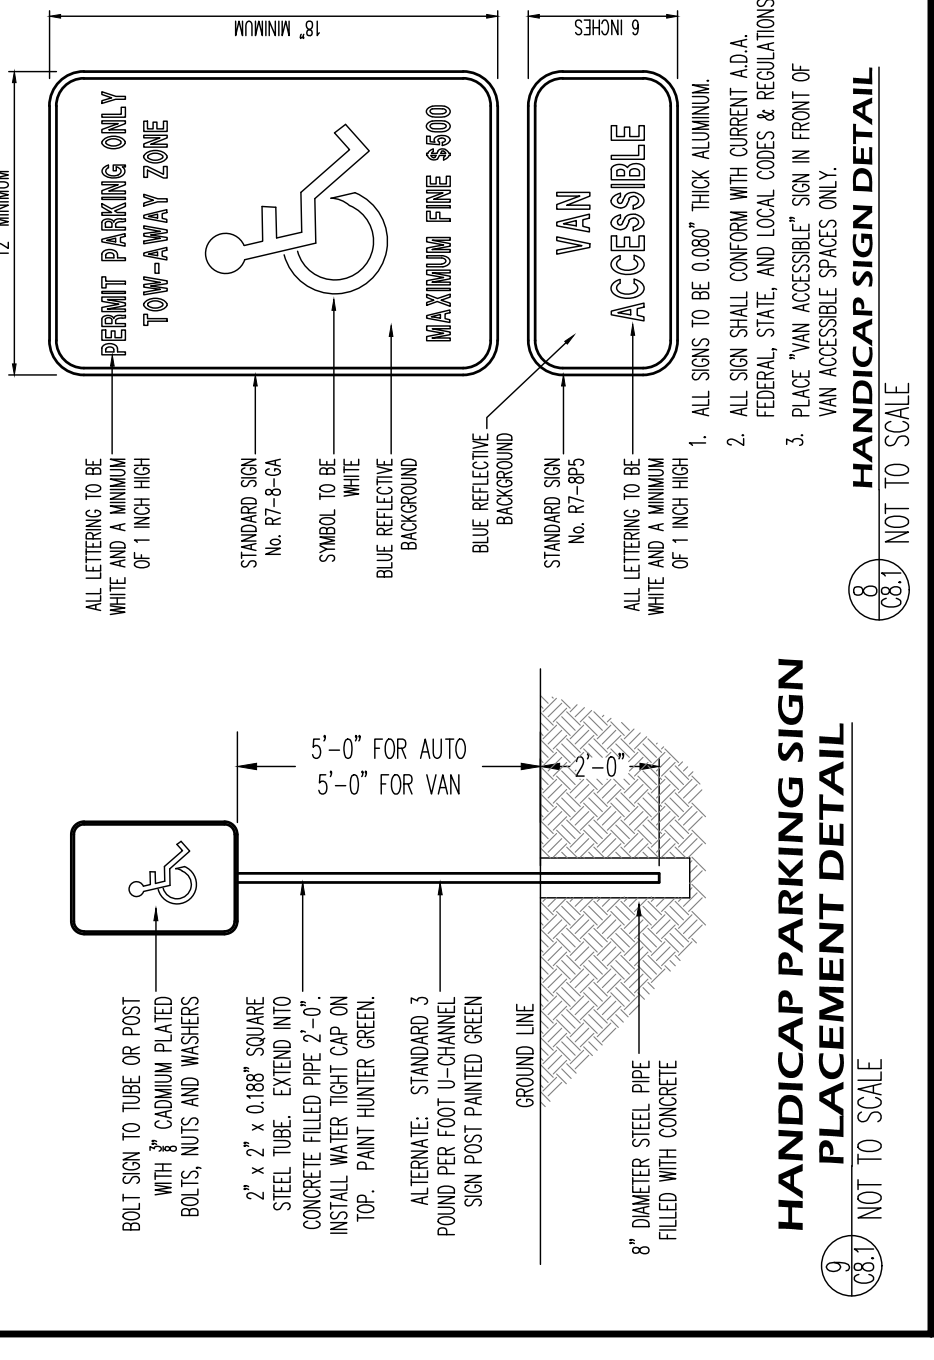 12" MINIMUM
18" MINIMUM
PERMIT PARKING ONLY
TOW-AWAY ZONE
MAXIMUM FINE $500
ALL LETTERING TO BE
WHITE AND A MINIMUM
OF 1 INCH HIGH
STANDARD SIGN
No. R7-8-GA
SYMBOL TO BE
WHITE
BLUE REFLECTIVE
BACKGROUND
6 INCHES
VAN
ACCESSIBLE
BLUE REFLECTIVE
BACKGROUND
STANDARD SIGN
No. R7-8P5
ALL LETTERING TO BE
WHITE AND A MINIMUM
OF 1 INCH HIGH
1. ALL SIGNS TO BE 0.080" THICK ALUMINUM.
2. ALL SIGN SHALL CONFORM WITH CURRENT A.D.A.
FEDERAL, STATE, AND LOCAL CODES & REGULATIONS
3. PLACE "VAN ACCESSIBLE" SIGN IN FRONT OF
VAN ACCESSIBLE SPACES ONLY.
HANDICAP SIGN DETAIL
8
C8.1
NOT TO SCALE
BOLT SIGN TO TUBE OR POST
WITH 3/8" CADMIUM PLATED
BOLTS, NUTS AND WASHERS
2" x 2" x 0.188" SQUARE
STEEL TUBE. EXTEND INTO
CONCRETE FILLED PIPE 2'-0".
INSTALL WATER TIGHT CAP ON
TOP. PAINT HUNTER GREEN.
ALTERNATE: STANDARD 3
POUND PER FOOT U-CHANNEL
SIGN POST PAINTED GREEN
GROUND LINE
8" DIAMETER STEEL PIPE
FILLED WITH CONCRETE
5'-0" FOR AUTO
5'-0" FOR VAN
2'-0"
HANDICAP PARKING SIGN
PLACEMENT DETAIL
9
C8.1
NOT TO SCALE